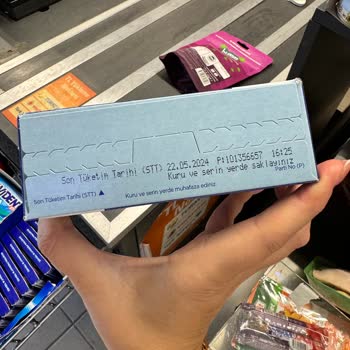 Son Tüketim Tarihi (STT) 22.05.2024 P:101356657 16:25
Kuru ve serin yerde saklayınız
Son Tüketim Tarihi (STT) ▲
Kuru ve serin yerde muhafaza ediniz.
Parti No (P)